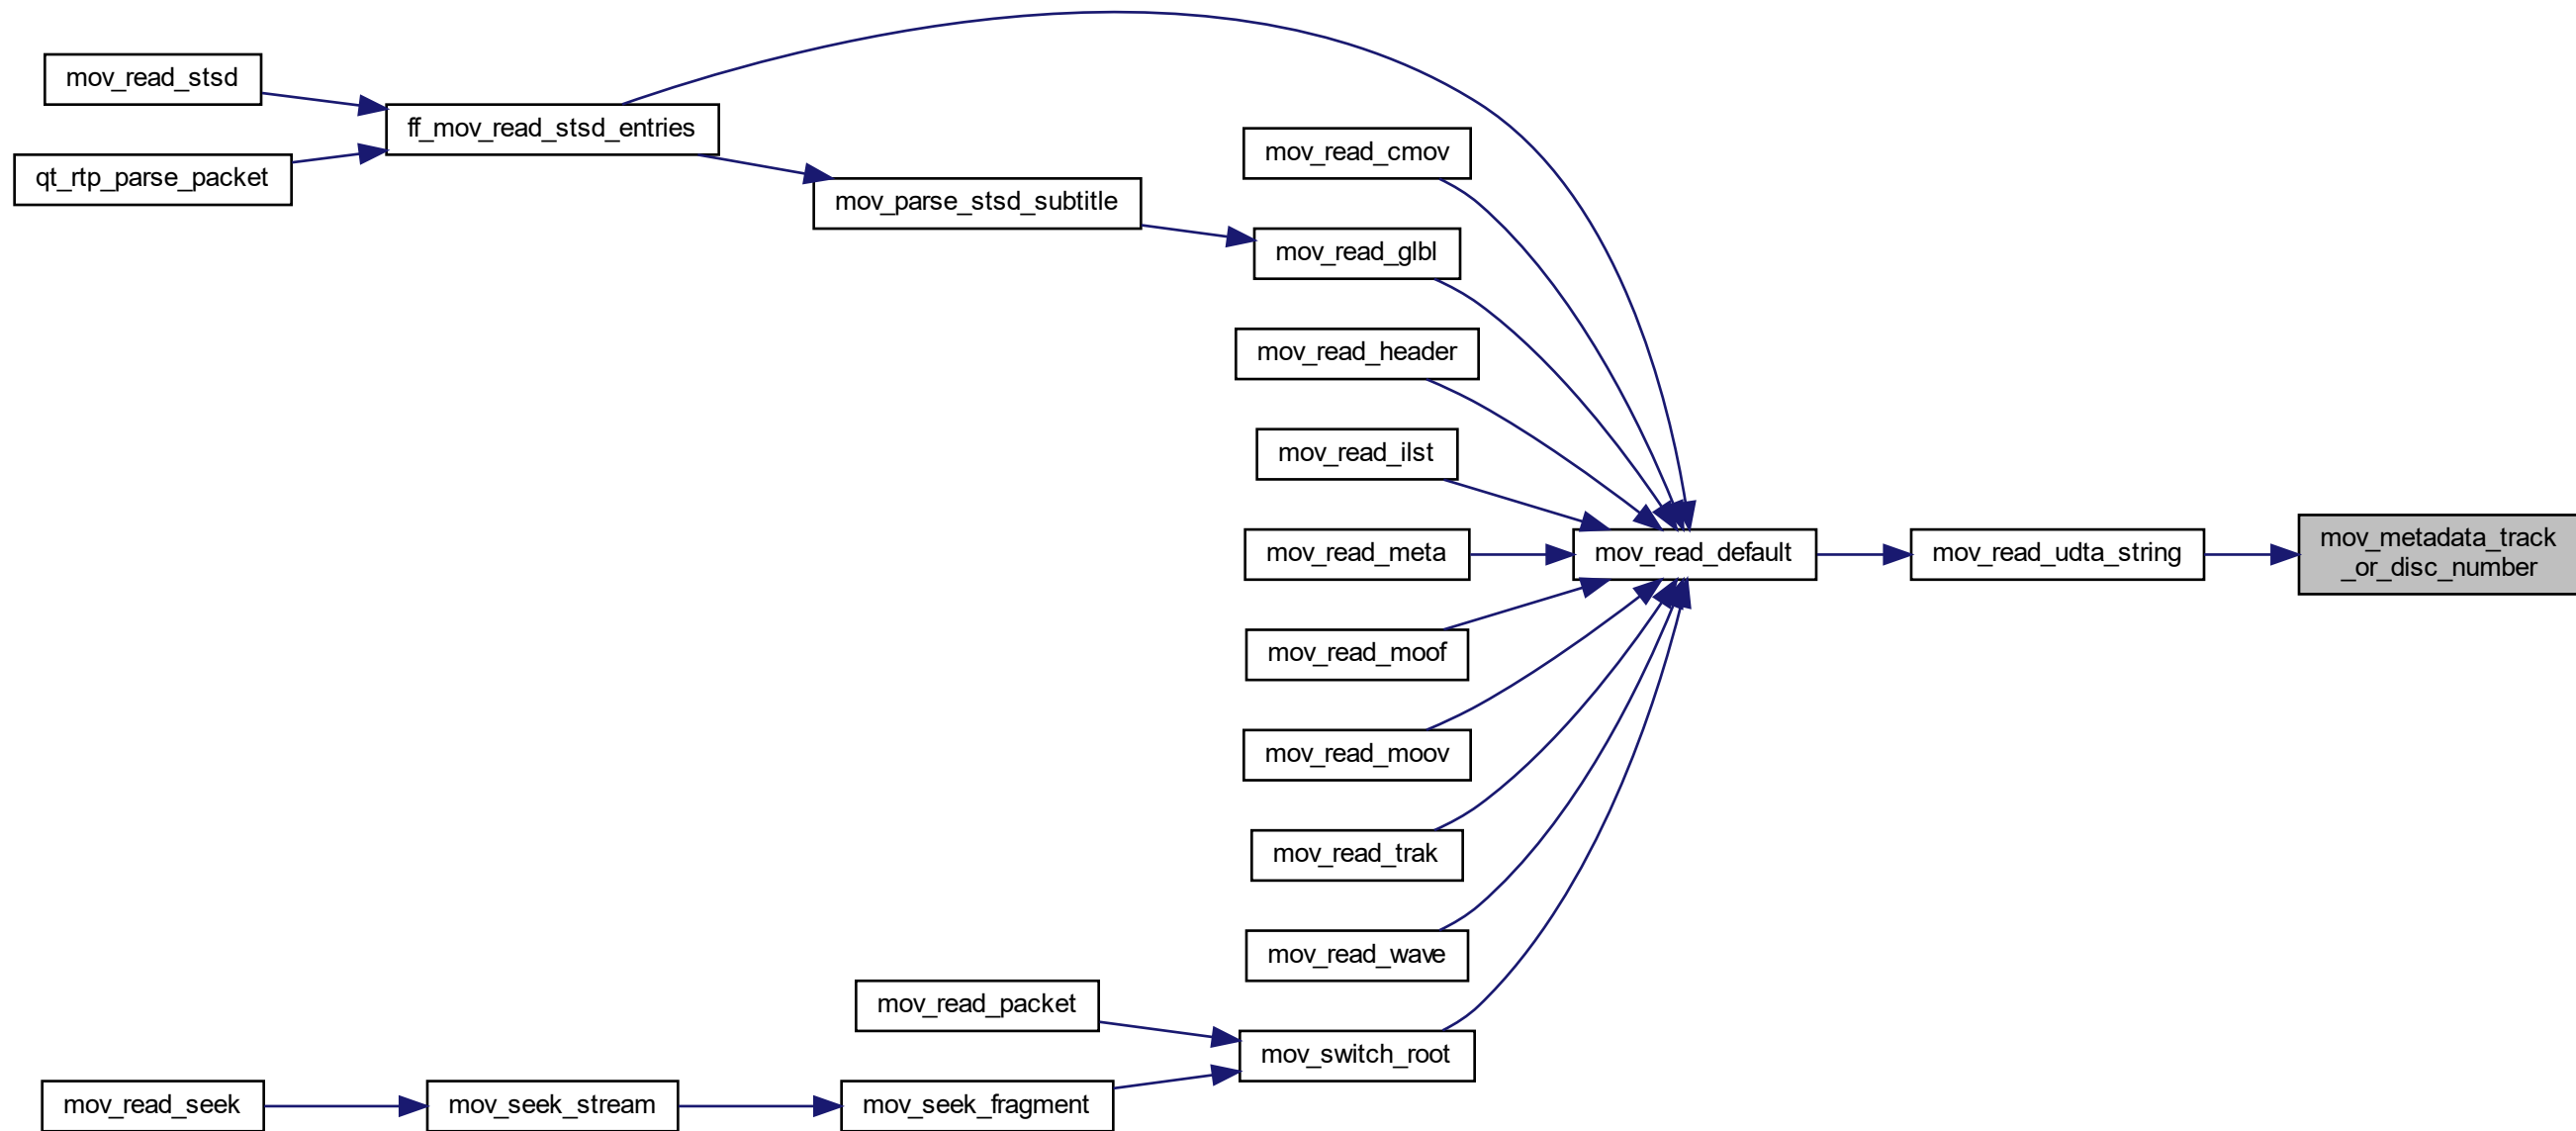 mov_read_stsd
ff_mov_read_stsd_entries
mov_read_cmov
qt_rtp_parse_packet
mov_parse_stsd_subtitle
mov_read_glbl
mov_read_header
mov_read_ilst
mov_read_meta
mov_read_default
mov_read_udta_string
mov_metadata_track
_or_disc_number
mov_read_moof
mov_read_moov
mov_read_trak
mov_read_wave
mov_read_packet
mov_switch_root
mov_read_seek
mov_seek_stream
mov_seek_fragment